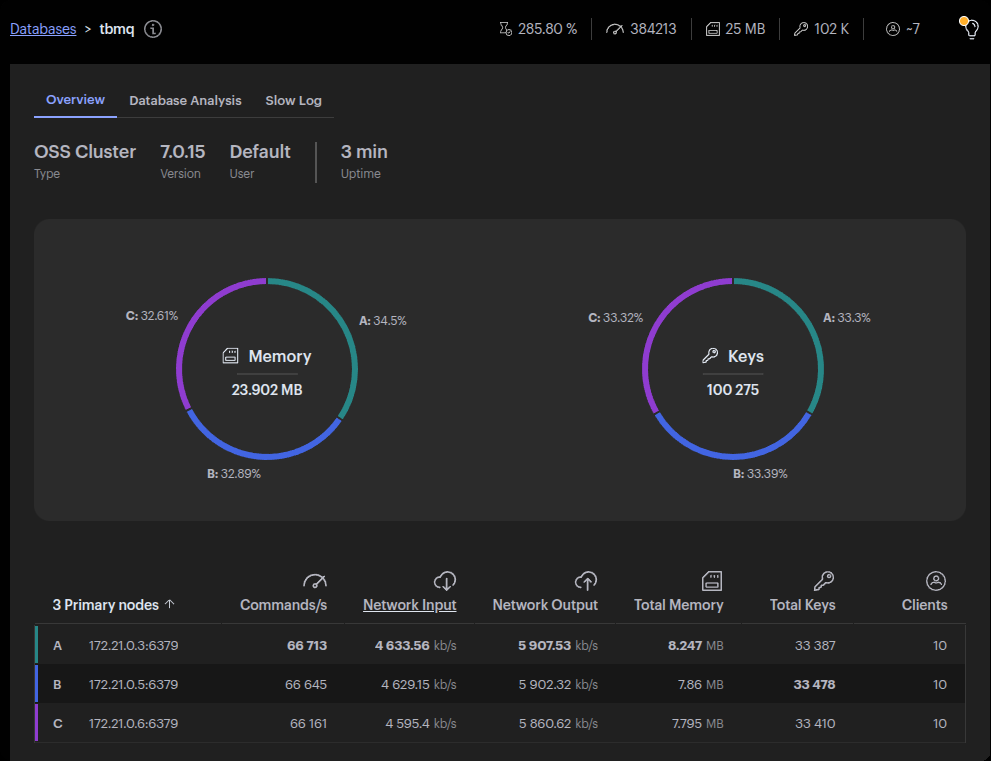 Databases > tbmq
285.80 % 384213 25 MB 102 K ~7
Overview Database Analysis Slow Log
OSS Cluster 7.0.15 Default 3 min
Type Version User Uptime
C: 32.61% A: 34.5%
Memory
23.902 MB
B: 32.89%
C: 33.32% A: 33.3%
Keys
100 275
B: 33.39%
3 Primary nodes ↑ Commands/s Network Input Network Output Total Memory Total Keys Clients
A 172.21.0.3:6379 66 713 4 633.56 kb/s 5 907.53 kb/s 8.247 MB 33 387 10
B 172.21.0.5:6379 66 645 4 629.15 kb/s 5 902.32 kb/s 7.86 MB 33 478 10
C 172.21.0.6:6379 66 161 4 595.4 kb/s 5 860.62 kb/s 7.795 MB 33 410 10